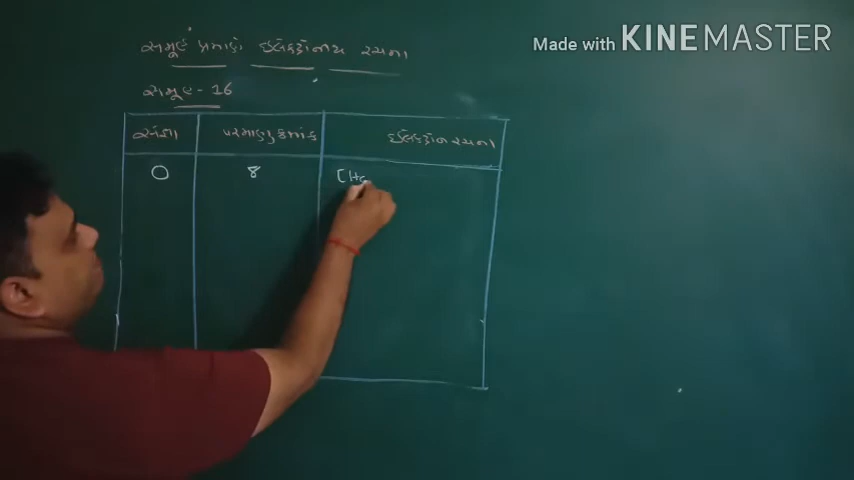 સમૂહ પ્રમાણે ઇલેક્ટ્રોનીય રચના
Made with KINEMASTER
સમૂહ - 16
સંજ્ઞા પરમાણુ ક્રમાંક ઇલેક્ટ્રોન રચના
O 8 [He